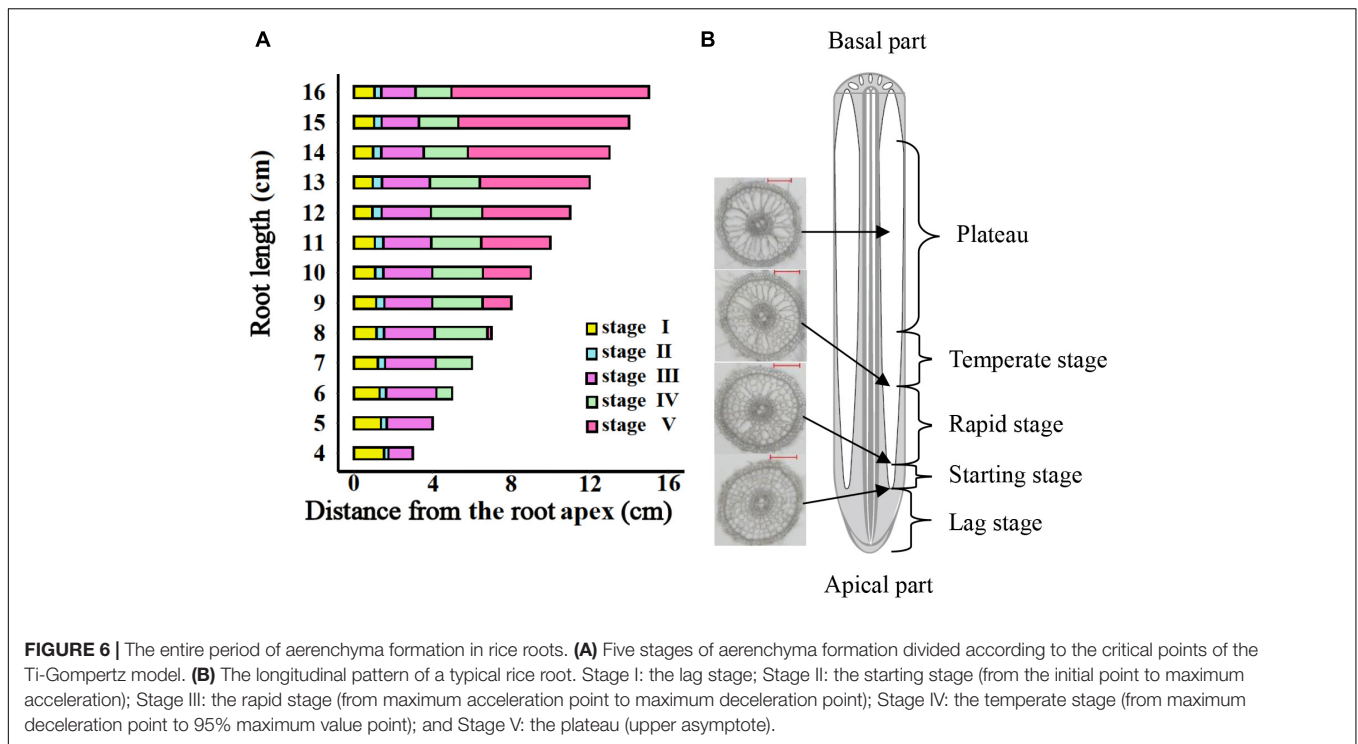 A
B
Basal part
16
15
14
13
12
11
10
9
8
7
6
5
4
Root length (cm)
stage I
stage II
stage III
stage IV
stage V
0 4 8 12 16
Distance from the root apex (cm)
Plateau
Temperate stage
Rapid stage
Starting stage
Lag stage
Apical part
FIGURE 6 | The entire period of aerenchyma formation in rice roots. (A) Five stages of aerenchyma formation divided according to the critical points of the
Ti-Gompertz model. (B) The longitudinal pattern of a typical rice root. Stage I: the lag stage; Stage II: the starting stage (from the initial point to maximum
acceleration); Stage III: the rapid stage (from maximum acceleration point to maximum deceleration point); Stage IV: the temperate stage (from maximum
deceleration point to 95% maximum value point); and Stage V: the plateau (upper asymptote).